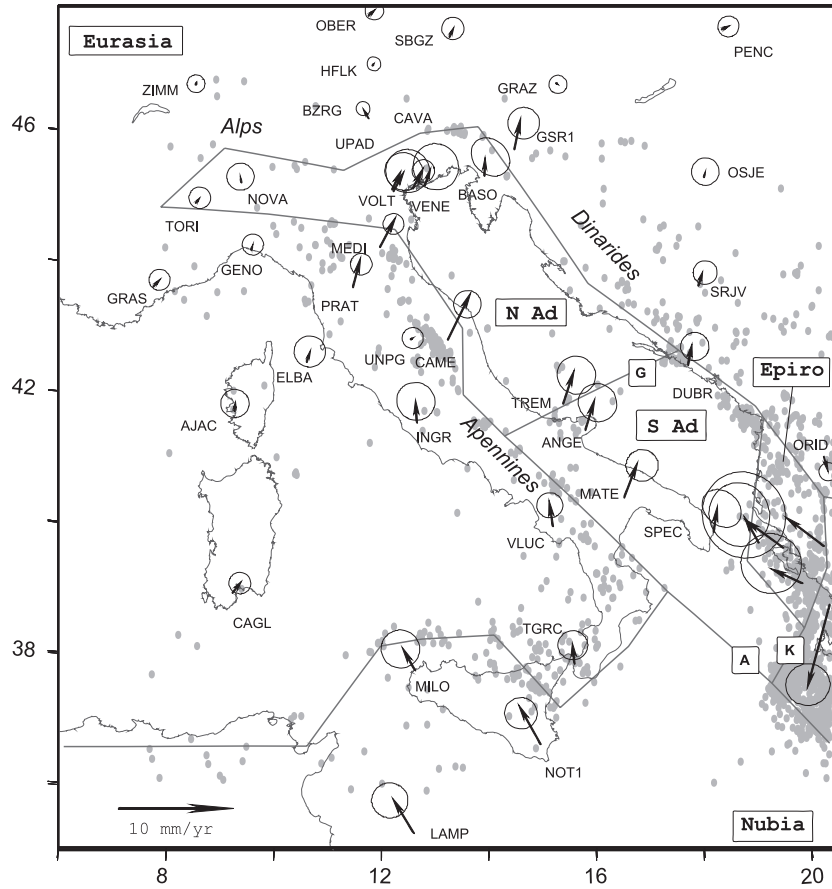 OBER
SBGZ
PENC
Eurasia
HFLK
ZIMM
GRAZ
BZRG
CAVA
46
Alps
UPAD
GSR1
OSJE
NOVA
VOLT
VENE
BASO
TORI
Dinarides
MEDI
GENO
SRJV
GRAS
PRAT
N Ad
UNPG
CAME
ELBA
G
Epiro
42
DUBR
TREM
AJAC
Apennines
ANGE
S Ad
INGR
ORID
MATE
SPEC
VLUC
CAGL
TGRC
38
A
K
MILO
NOT1
10 mm/yr
LAMP
Nubia
8
12
16
20